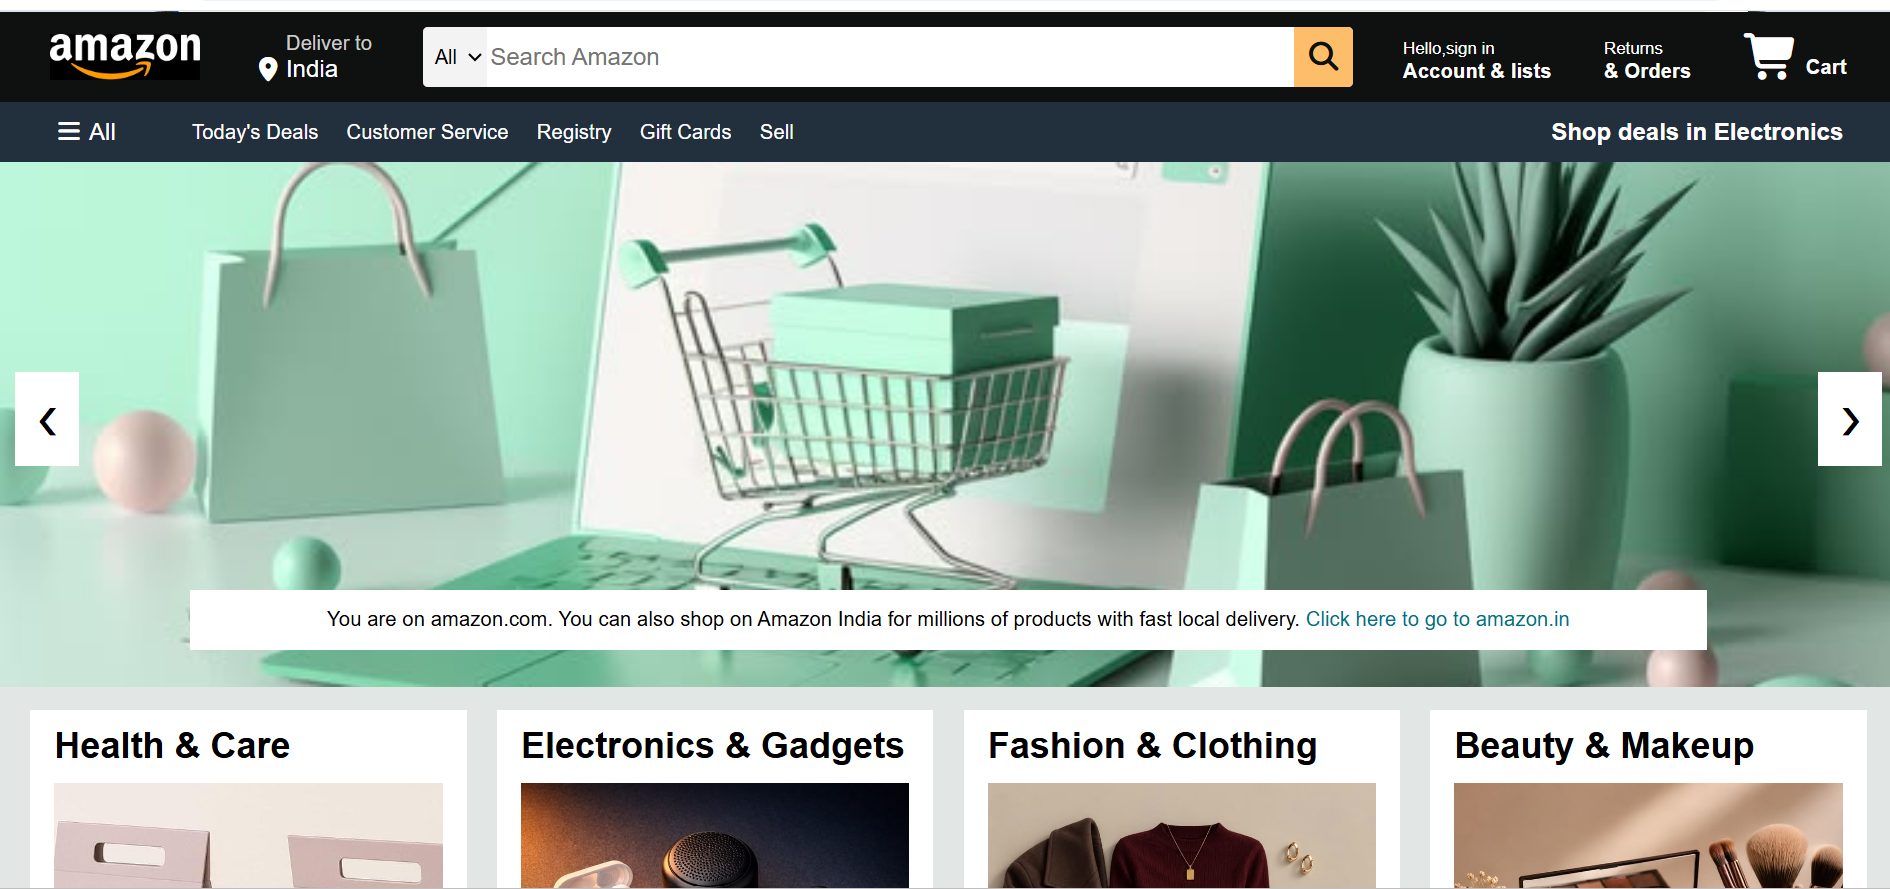 amazon
Deliver to
India
All
Search Amazon
Hello,sign in
Account & lists
Returns
& Orders
Cart
All
Today's Deals
Customer Service
Registry
Gift Cards
Sell
Shop deals in Electronics
You are on amazon.com. You can also shop on Amazon India for millions of products with fast local delivery. Click here to go to amazon.in
Health & Care
Electronics & Gadgets
Fashion & Clothing
Beauty & Makeup